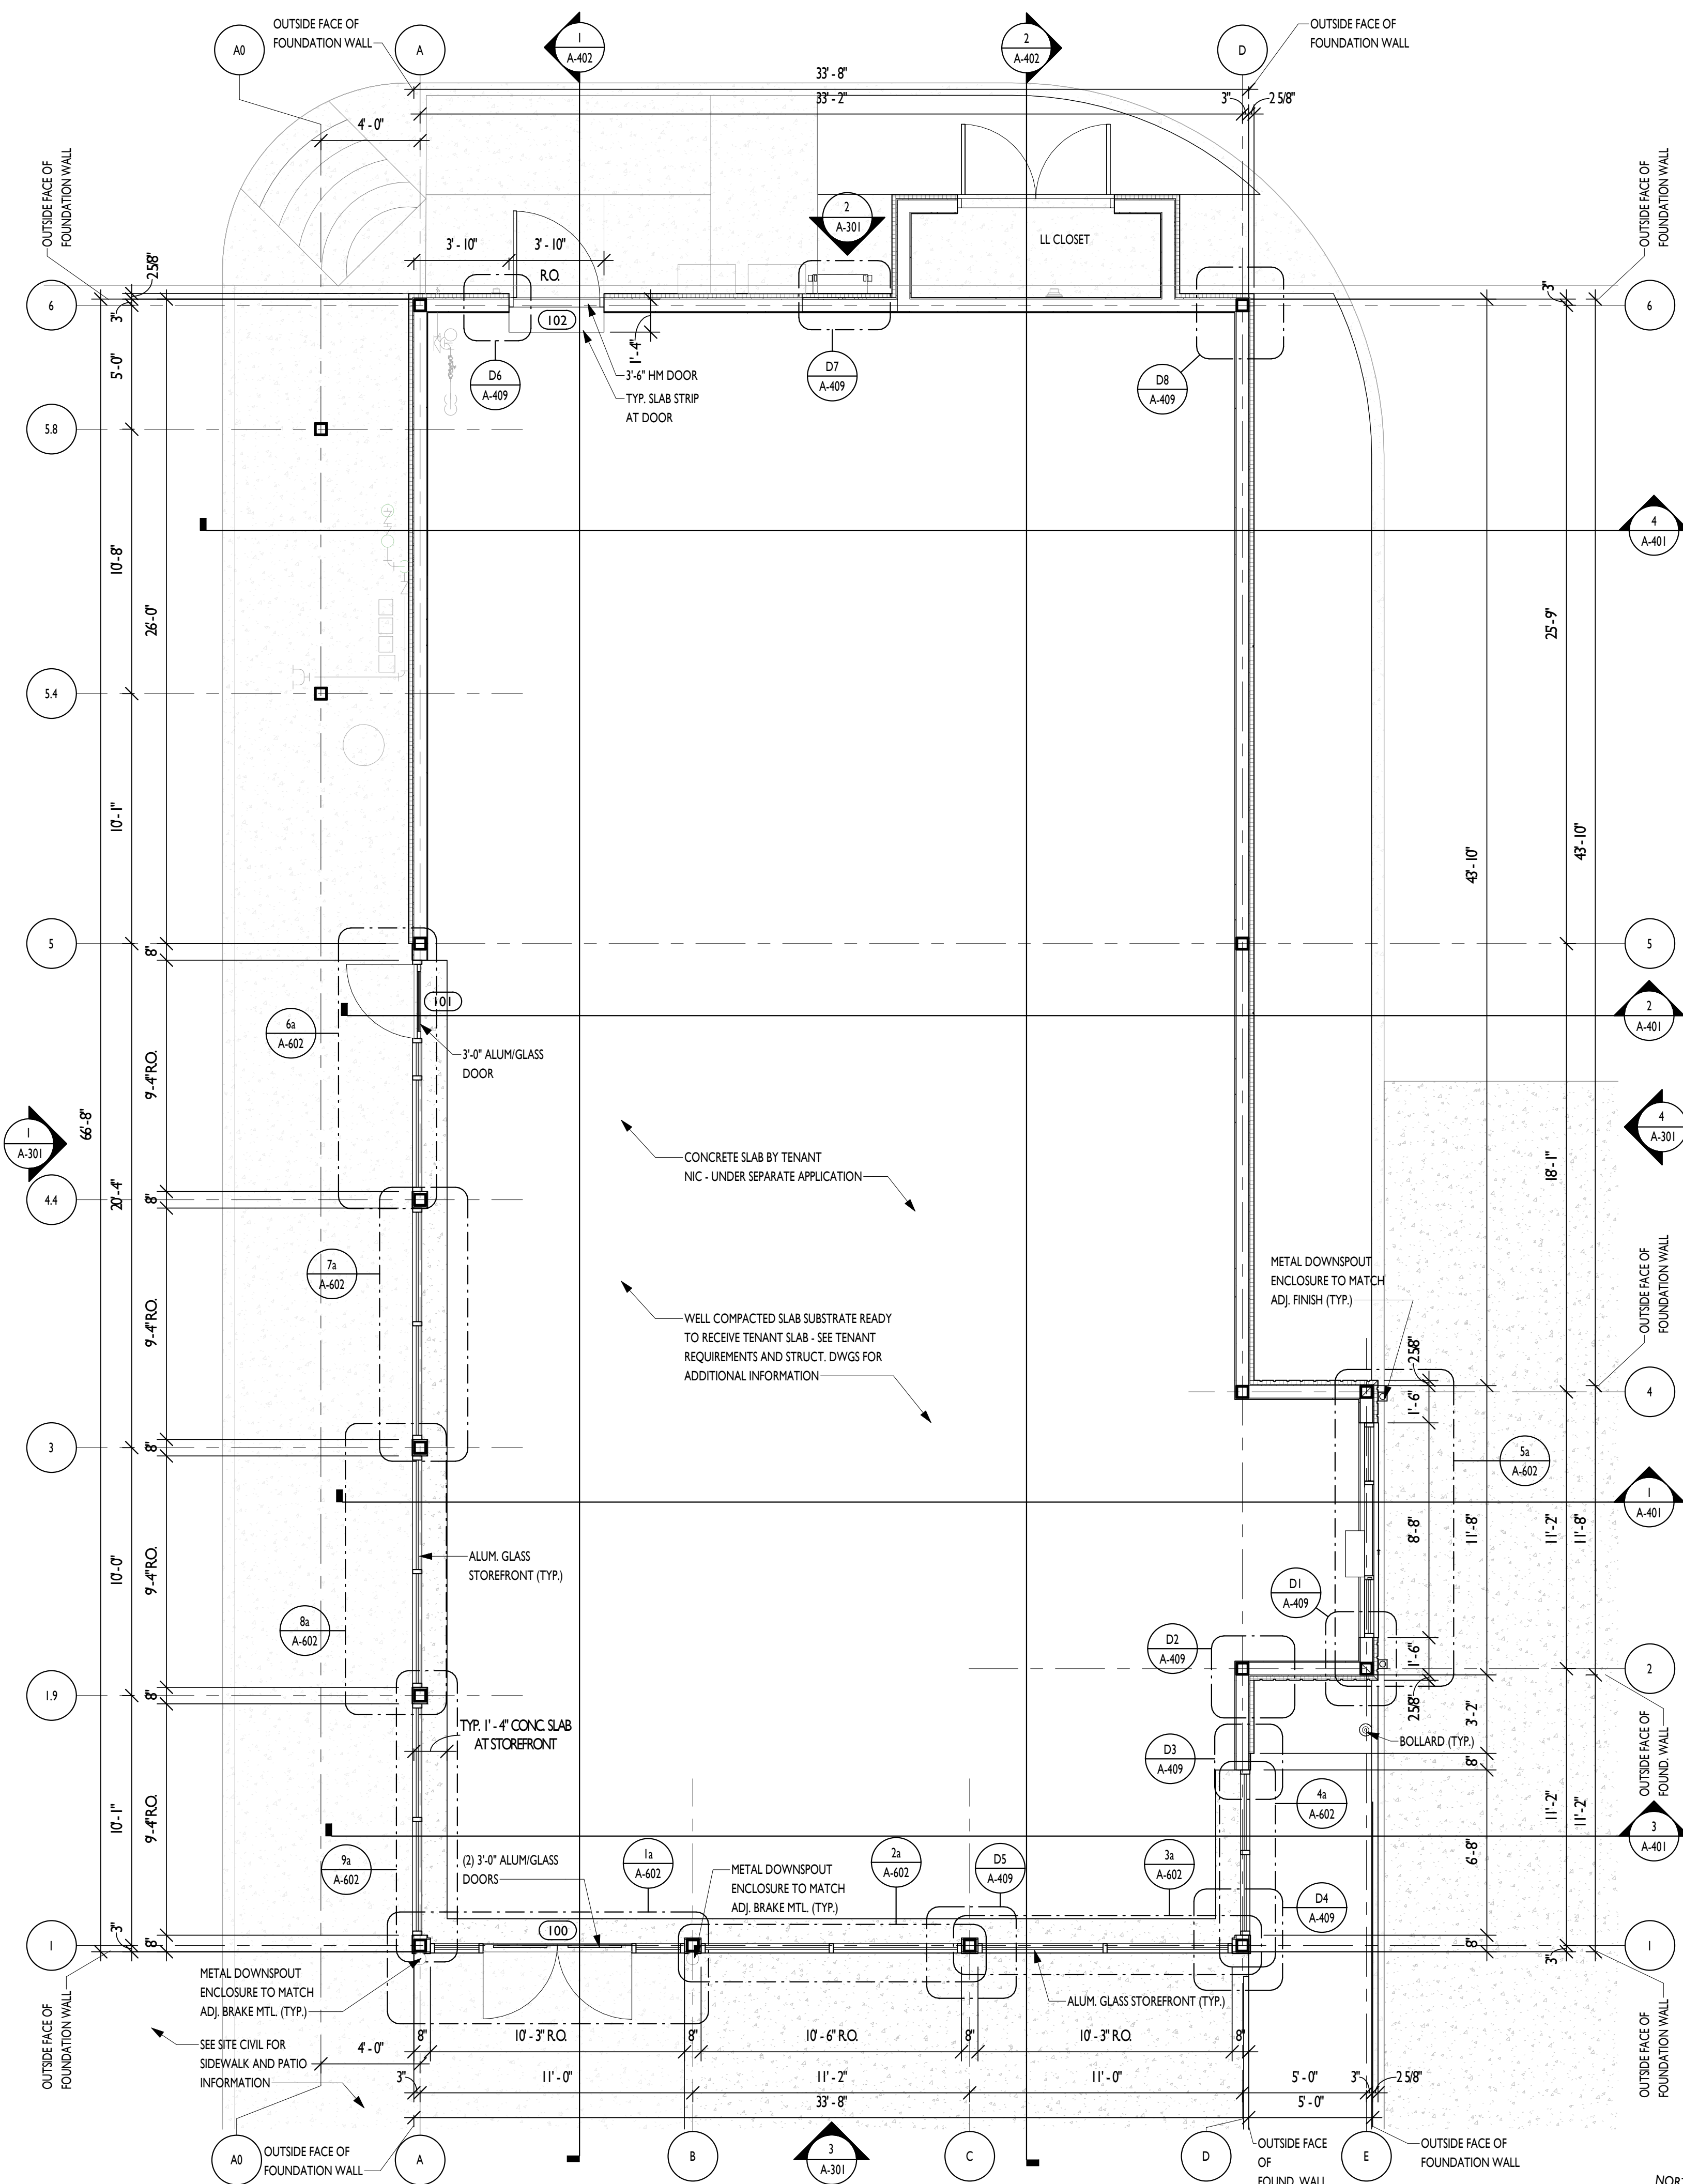 A0
OUTSIDE FACE OF
FOUNDATION WALL
A
1
A-402
2
A-402
D
OUTSIDE FACE OF
FOUNDATION WALL
33' - 8"
33' - 2"
3"
2 5/8"
4' - 0"
OUTSIDE FACE OF
FOUNDATION WALL
OUTSIDE FACE OF
FOUNDATION WALL
2
A-301
LL CLOSET
3' - 10"
3' - 10"
R.O.
2 5/8"
3"
6
102
3"
6
1' - 4"
5' - 0"
D6
A-409
3'-6" HM DOOR
TYP. SLAB STRIP
AT DOOR
D7
A-409
D8
A-409
5.8
4
A-401
10' - 8"
26' - 0"
25' - 9"
5.4
10' - 1"
43' - 10"
43' - 10"
5
8"
5
101
6a
A-602
2
A-401
3'-0" ALUM/GLASS
DOOR
9' - 4" R.O.
66' - 8"
1
A-301
4
A-301
CONCRETE SLAB BY TENANT
NIC - UNDER SEPARATE APPLICATION
18' - 1"
4.4
20' - 4"
8"
7a
A-602
METAL DOWNSPOUT
ENCLOSURE TO MATCH
ADJ. FINISH (TYP.)
OUTSIDE FACE OF
FOUNDATION WALL
9' - 4" R.O.
WELL COMPACTED SLAB SUBSTRATE READY
TO RECEIVE TENANT SLAB - SEE TENANT
REQUIREMENTS AND STRUCT. DWGS FOR
ADDITIONAL INFORMATION
2 5/8"
1' - 6"
4
3
8"
5a
A-602
1
A-401
8' - 8"
11' - 8"
11' - 2"
11' - 8"
ALUM. GLASS
STOREFRONT (TYP.)
10' - 0"
9' - 4" R.O.
D1
A-409
8a
A-602
D2
A-409
1' - 6"
2
1.9
8"
2 5/8"
3' - 2"
TYP. 1' - 4" CONC. SLAB
AT STOREFRONT
BOLLARD (TYP.)
D3
A-409
8"
OUTSIDE FACE OF
FOUND. WALL
10' - 1"
9' - 4" R.O.
4a
A-602
11' - 2"
11' - 2"
3
A-401
9a
A-602
(2) 3'-0" ALUM/GLASS
DOORS
1a
A-602
METAL DOWNSPOUT
ENCLOSURE TO MATCH
ADJ. BRAKE MTL. (TYP.)
2a
A-602
D5
A-409
3a
A-602
6' - 8"
D4
A-409
100
1
3"
8"
8"
3"
1
METAL DOWNSPOUT
ENCLOSURE TO MATCH
ADJ. BRAKE MTL. (TYP.)
ALUM. GLASS STOREFRONT (TYP.)
OUTSIDE FACE OF
FOUNDATION WALL
OUTSIDE FACE OF
FOUNDATION WALL
SEE SITE CIVIL FOR
SIDEWALK AND PATIO
INFORMATION
4' - 0"
8"
10' - 3" R.O.
8"
10' - 6" R.O.
8"
10' - 3" R.O.
8"
3"
11' - 0"
11' - 2"
11' - 0"
5' - 0"
3"
2 5/8"
33' - 8"
5' - 0"
A0
OUTSIDE FACE OF
FOUNDATION WALL
A
B
3
A-301
C
D
OUTSIDE FACE
OF
FOUND. WALL
E
OUTSIDE FACE OF
FOUNDATION WALL